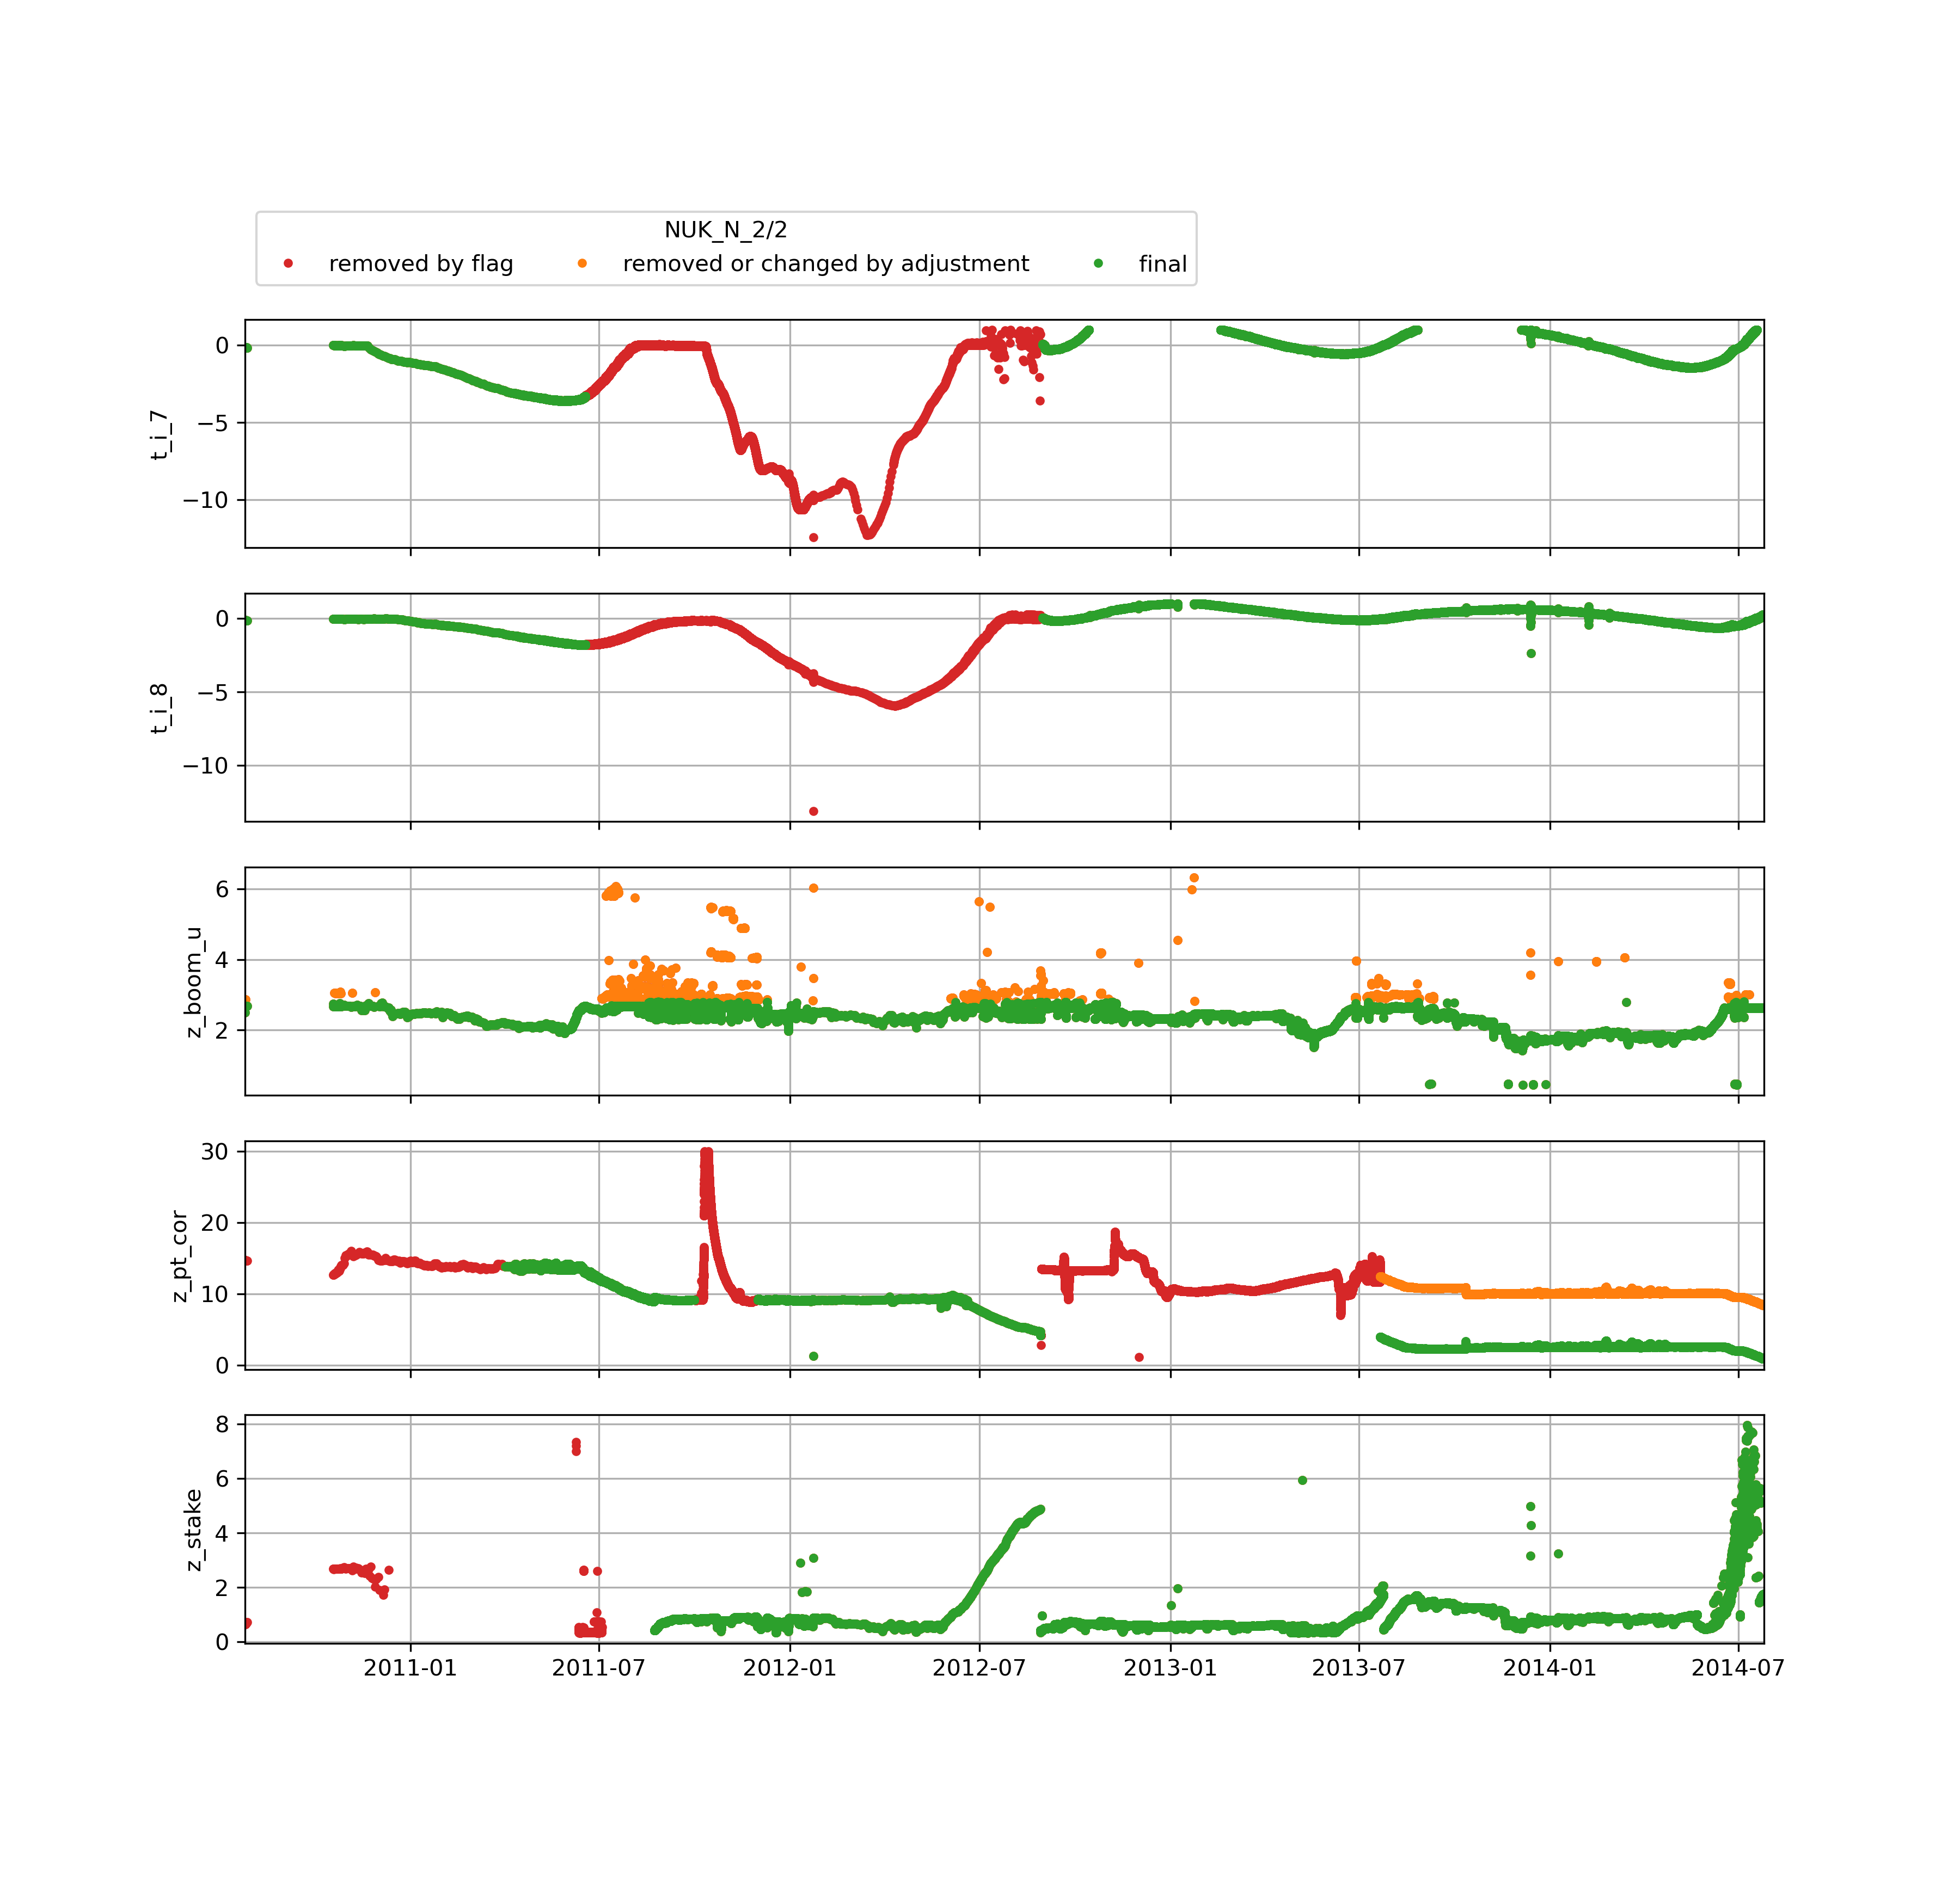 NUK_N_2/2
removed by flag removed or changed by adjustment final
0
−5
−10
t_i_7
0
−5
−10
t_i_8
6
4
2
z_boom_u
30
20
10
0
z_pt_cor
8
6
4
2
0
z_stake
2011-01 2011-07 2012-01 2012-07 2013-01 2013-07 2014-01 2014-07